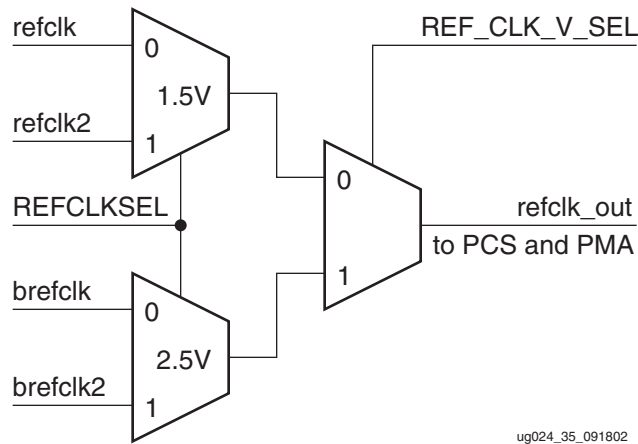 refclk
REF_CLK_V_SEL
0
1.5V
refclk2
1
0
REFCLKSEL
refclk_out
to PCS and PMA
brefclk
1
0
2.5V
brefclk2
1
ug024_35_091802